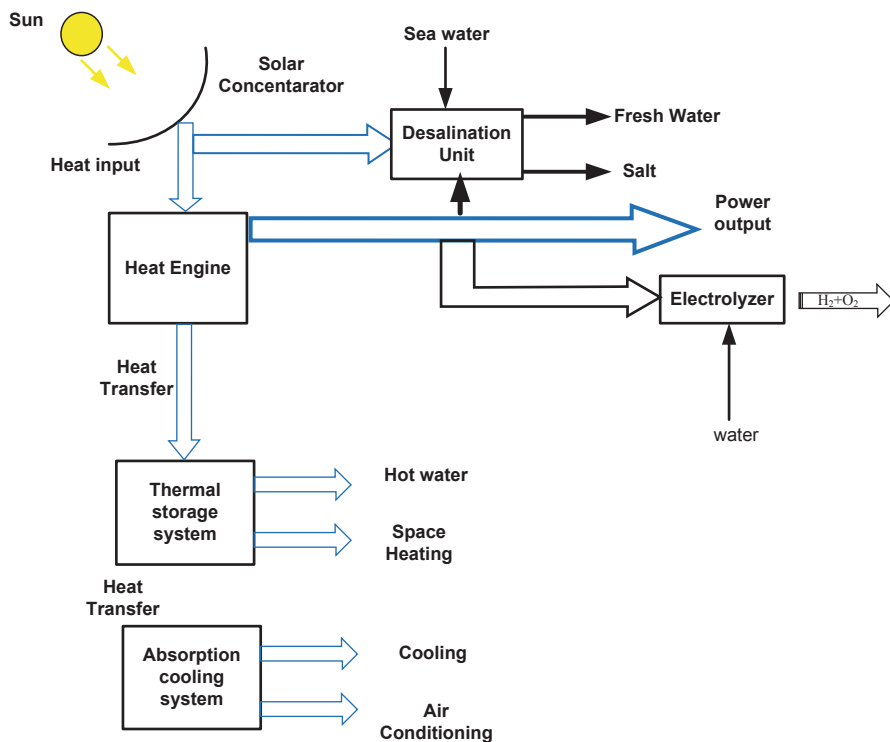 Sun
Solar
Concentarator
Heat input
Sea water
Desalination
Unit
Fresh Water
Salt
Power
output
Heat Engine
Electrolyzer
H₂+O₂
water
Heat
Transfer
Thermal
storage
system
Hot water
Space
Heating
Heat
Transfer
Absorption
cooling
system
Cooling
Air
Conditioning